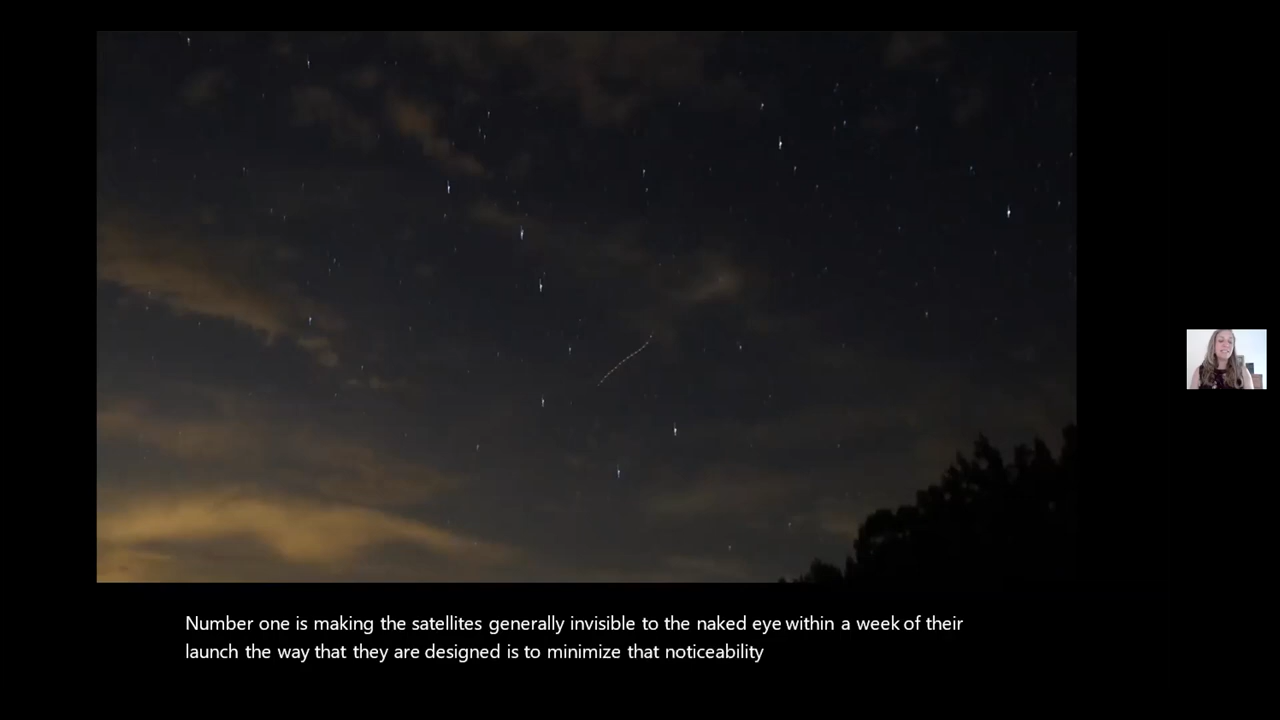 Number one is making the satellites generally invisible to the naked eye within a week of their
launch the way that they are designed is to minimize that noticeability